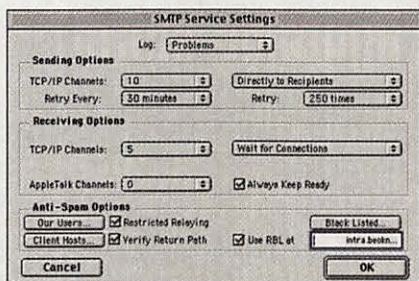 SMTP Service Settings
Log: Problems
Sending Options
TCP/IP Channels: 10 Directly to Recipients
Retry Every: 30 minutes Retry: 250 times
Receiving Options
TCP/IP Channels: 5 Wait for Connections
AppleTalk Channels: 0 Always Keep Ready
Anti-Spam Options
Our Users... Restricted Relaying Black Listed...
Client Hosts... Verify Return Path Use RBL at
Cancel OK